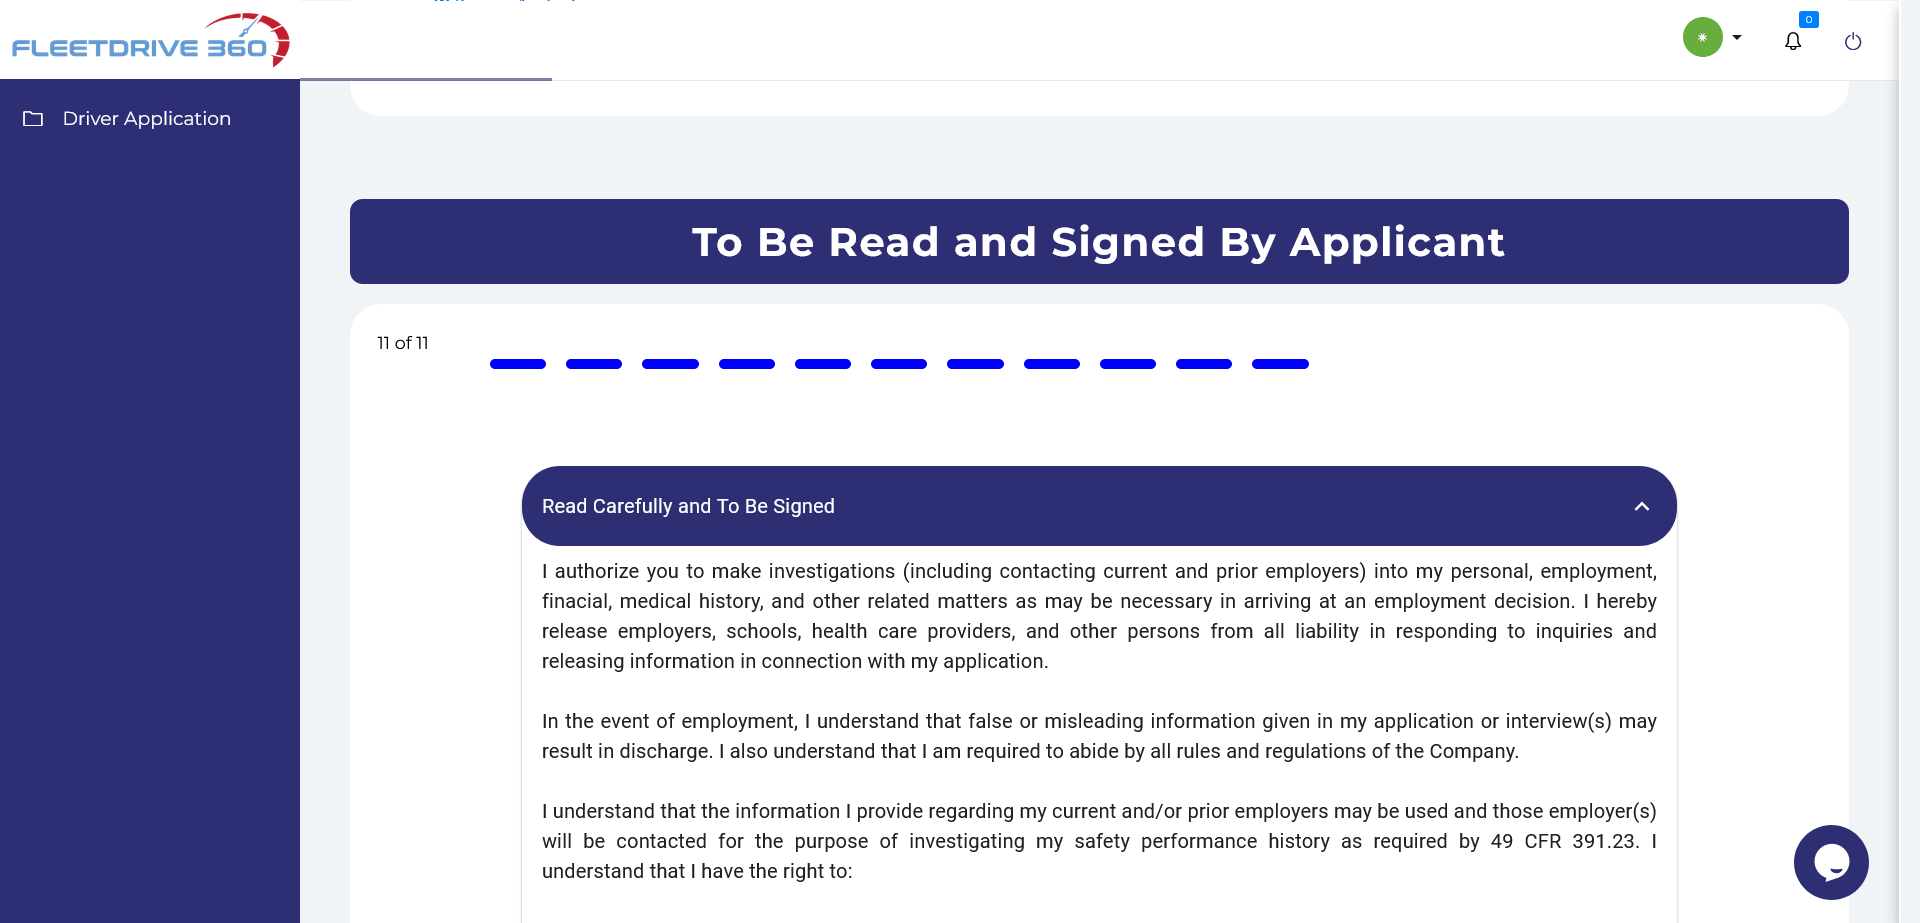 FLEETDRIVE 360
0
Driver Application
To Be Read and Signed By Applicant
11 of 11
Read Carefully and To Be Signed
I authorize you to make investigations (including contacting current and prior employers) into my personal, employment,
finacial, medical history, and other related matters as may be necessary in arriving at an employment decision. I hereby
release employers, schools, health care providers, and other persons from all liability in responding to inquiries and
releasing information in connection with my application.
In the event of employment, I understand that false or misleading information given in my application or interview(s) may
result in discharge. I also understand that I am required to abide by all rules and regulations of the Company.
I understand that the information I provide regarding my current and/or prior employers may be used and those employer(s)
will be contacted for the purpose of investigating my safety performance history as required by 49 CFR 391.23. I
understand that I have the right to: